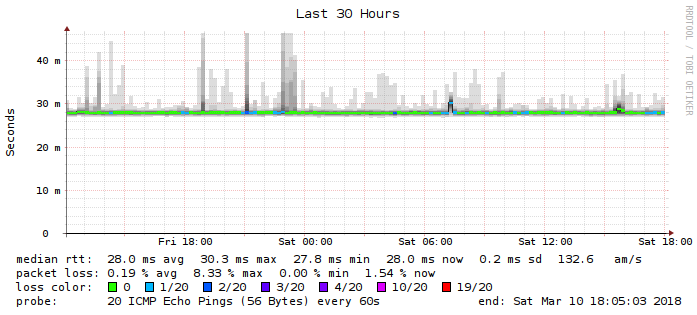 Last 30 Hours
RRDTOOL / TOBI OETIKER
Seconds
40 m
30 m
20 m
10 m
0
Fri 18:00 Sat 00:00 Sat 06:00 Sat 12:00 Sat 18:00
median rtt: 28.0 ms avg 30.3 ms max 27.8 ms min 28.0 ms now 0.2 ms sd 132.6 am/s
packet loss: 0.19 % avg 8.33 % max 0.00 % min 1.54 % now
loss color: 0 1/20 2/20 3/20 4/20 10/20 19/20
probe: 20 ICMP Echo Pings (56 Bytes) every 60s end: Sat Mar 10 18:05:03 2018